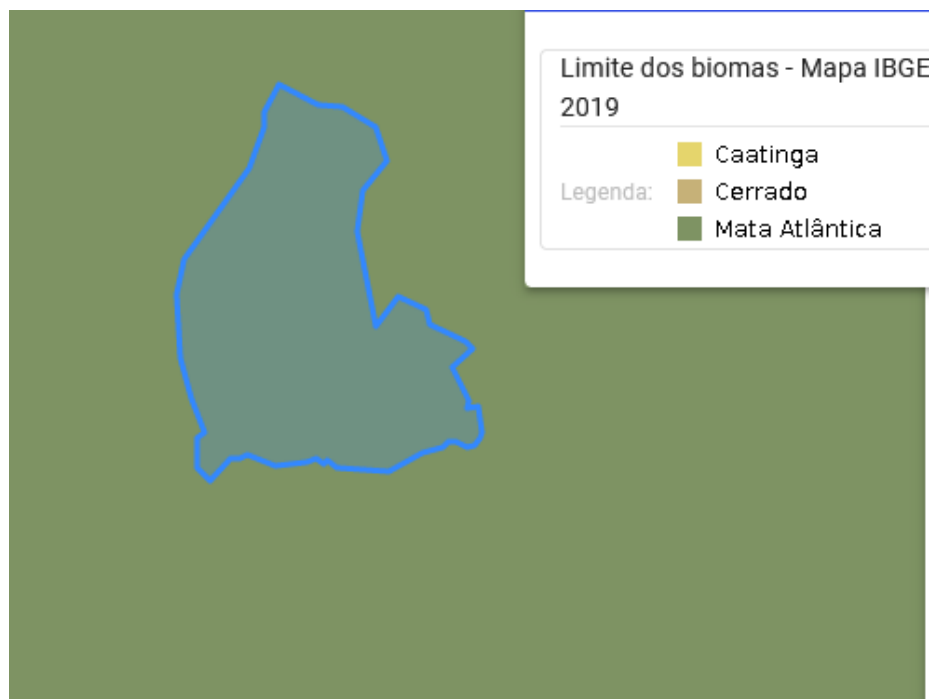 Limite dos biomas - Mapa IBGE
2019
Legenda:
Caatinga
Cerrado
Mata Atlântica